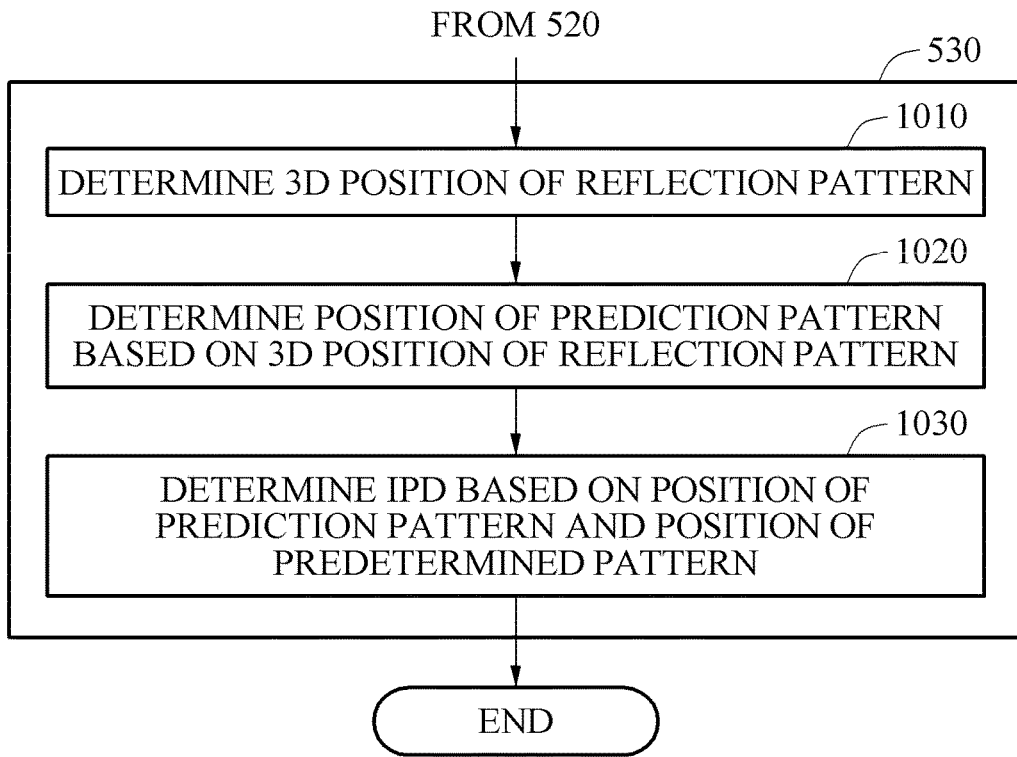 FROM 520
530
1010
DETERMINE 3D POSITION OF REFLECTION PATTERN
1020
DETERMINE POSITION OF PREDICTION PATTERN
BASED ON 3D POSITION OF REFLECTION PATTERN
1030
DETERMINE IPD BASED ON POSITION OF
PREDICTION PATTERN AND POSITION OF
PREDETERMINED PATTERN
END